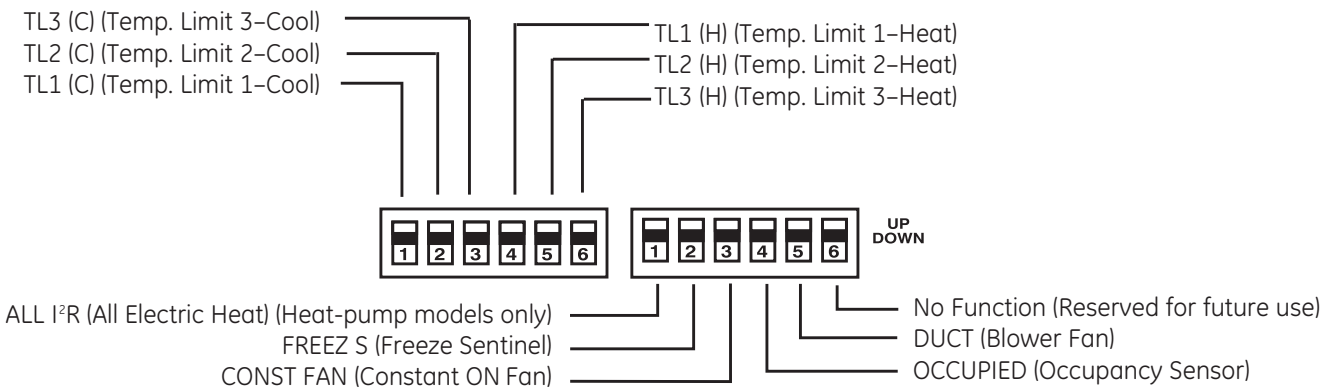 TL3 (C) (Temp. Limit 3–Cool)
TL2 (C) (Temp. Limit 2–Cool)
TL1 (C) (Temp. Limit 1–Cool)
TL1 (H) (Temp. Limit 1–Heat)
TL2 (H) (Temp. Limit 2–Heat)
TL3 (H) (Temp. Limit 3–Heat)
1 2 3 4 5 6
1 2 3 4 5 6
UP
DOWN
ALL I²R (All Electric Heat) (Heat-pump models only)
FREEZ S (Freeze Sentinel)
CONST FAN (Constant ON Fan)
No Function (Reserved for future use)
DUCT (Blower Fan)
OCCUPIED (Occupancy Sensor)